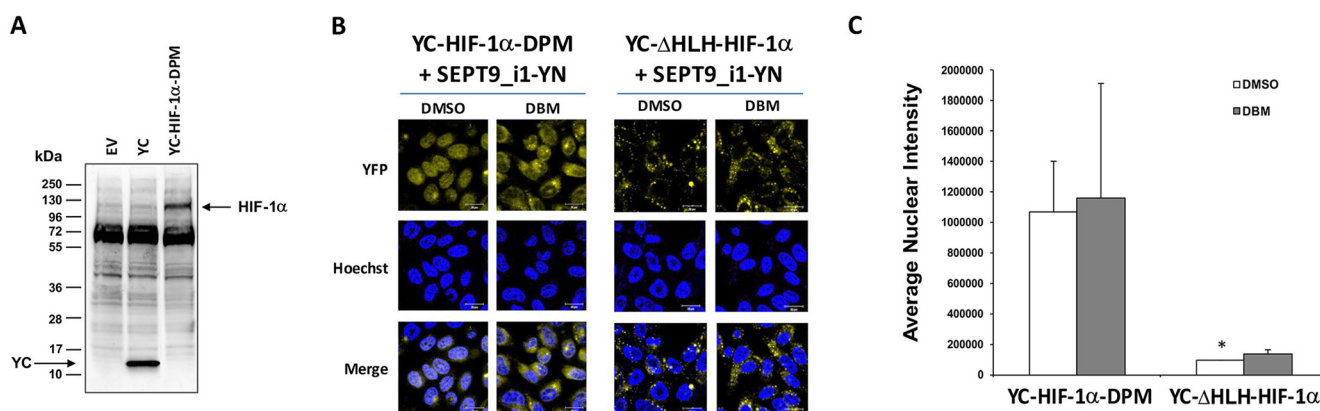 A
EV
YC
YC-HIF-1α-DPM
kDa
250
130
96
72
55
36
28
17
10
HIF-1α
YC
B
YC-HIF-1α-DPM
+ SEPT9_i1-YN
YC-ΔHLH-HIF-1α
+ SEPT9_i1-YN
DMSO
DBM
DMSO
DBM
YFP
Hoechst
Merge
C
Average Nuclear Intensity
2000000
1800000
1600000
1400000
1200000
1000000
800000
600000
400000
200000
0
DMSO
DBM
*
YC-HIF-1α-DPM
YC-ΔHLH-HIF-1α